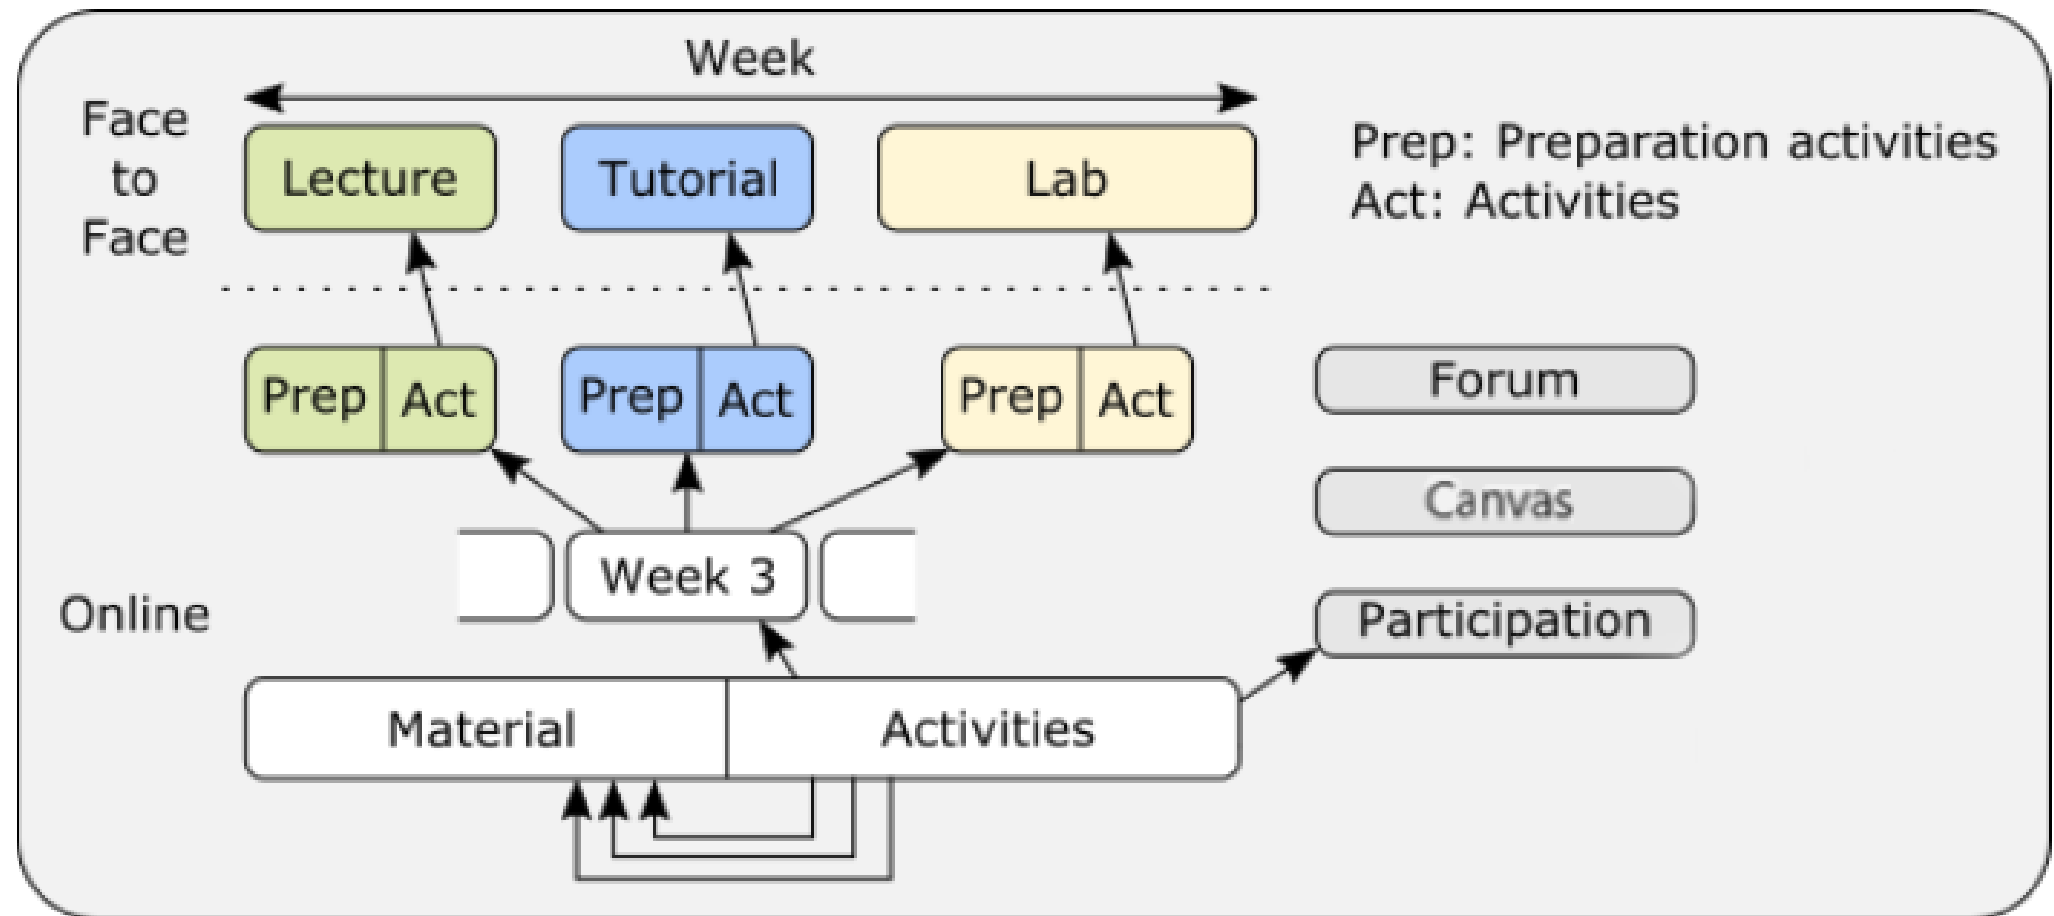 Week
Face
to
Face
Lecture
Tutorial
Lab
Prep: Preparation activities
Act: Activities
Prep
Act
Prep
Act
Prep
Act
Forum
Canvas
Week 3
Online
Participation
Material
Activities